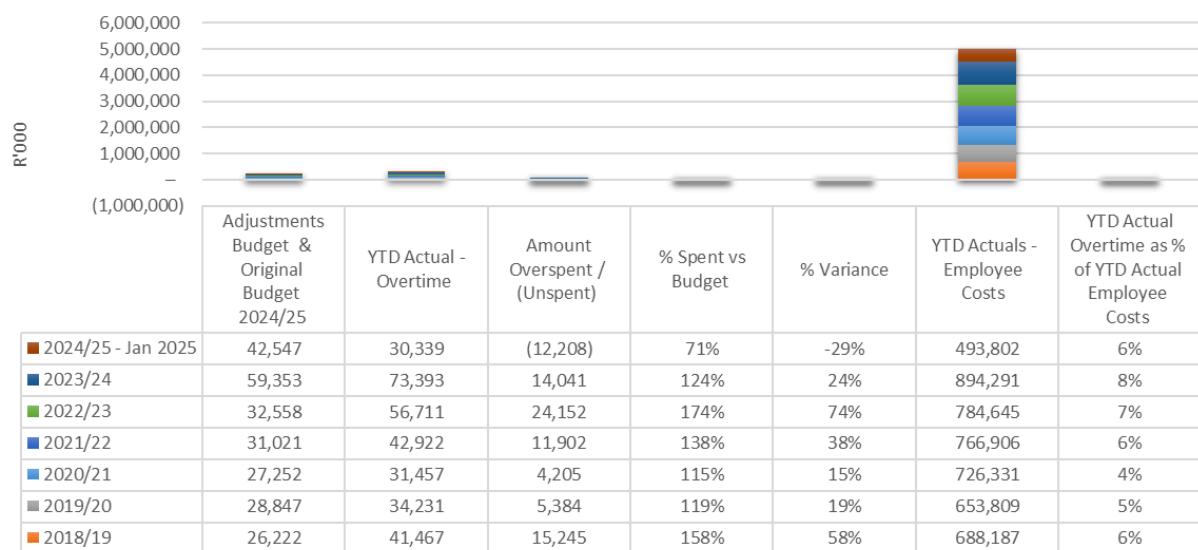 6,000,000
5,000,000
4,000,000
3,000,000
2,000,000
1,000,000
–
(1,000,000)
R'000
Adjustments Budget & Original Budget 2024/25 YTD Actual - Overtime Amount Overspent / (Unspent) % Spent vs Budget % Variance YTD Actuals - Employee Costs YTD Actual Overtime as % of YTD Actual Employee Costs
2024/25 - Jan 2025 42,547 30,339 (12,208) 71% -29% 493,802 6%
2023/24 59,353 73,393 14,041 124% 24% 894,291 8%
2022/23 32,558 56,711 24,152 174% 74% 784,645 7%
2021/22 31,021 42,922 11,902 138% 38% 766,906 6%
2020/21 27,252 31,457 4,205 115% 15% 726,331 4%
2019/20 28,847 34,231 5,384 119% 19% 653,809 5%
2018/19 26,222 41,467 15,245 158% 58% 688,187 6%